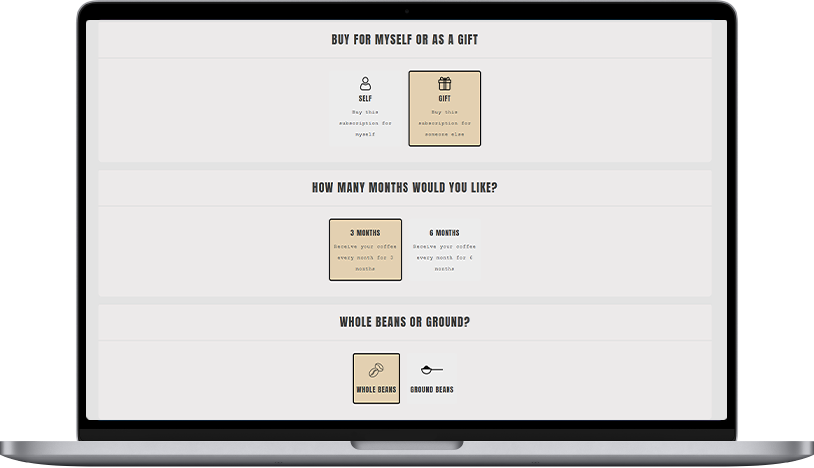 BUY FOR MYSELF OR AS A GIFT
SELF
Buy this
subscription for
myself
GIFT
Buy this
subscription for
someone else
HOW MANY MONTHS WOULD YOU LIKE?
3 MONTHS
Receive your coffee
every month for 3
months
6 MONTHS
Receive your coffee
every month for 6
months
WHOLE BEANS OR GROUND?
WHOLE BEANS
GROUND BEANS